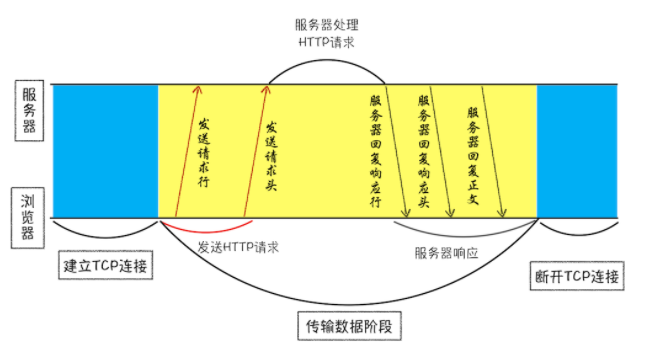 服务器处理
HTTP请求
服务器
发送请求行
发送请求头
服务器回复响应行
服务器回复响应头
服务器回复正文
浏览器
发送HTTP请求
服务器响应
建立TCP连接
断开TCP连接
传输数据阶段